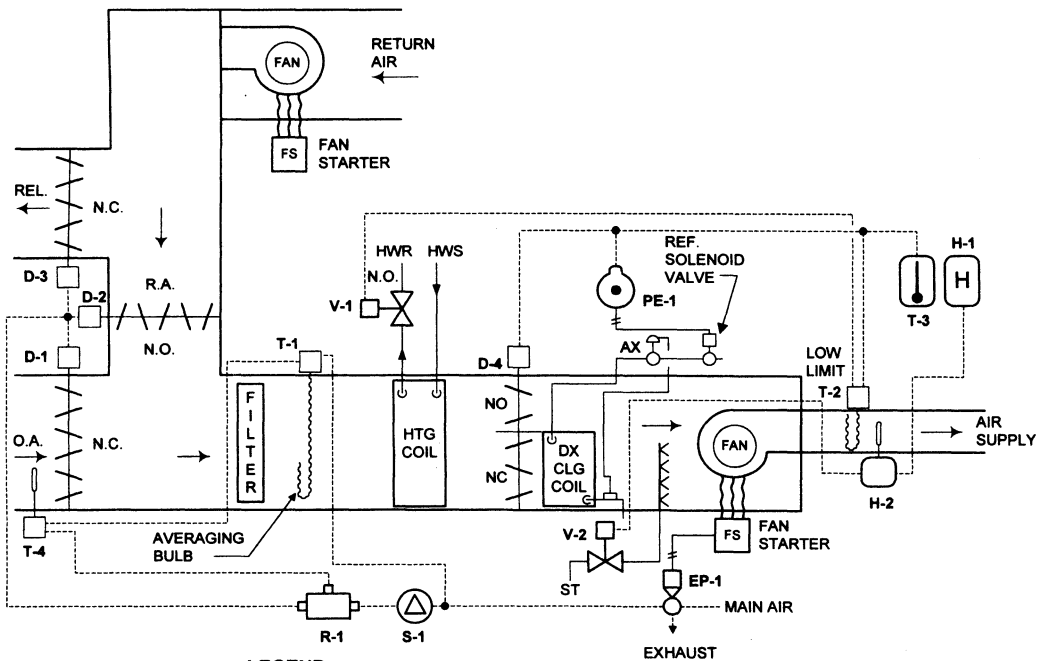 FAN
RETURN
AIR
FS
FAN
STARTER
REL.
N.C.
D-3
D-2
R.A.
N.O.
D-1
O.A.
N.C.
T-4
FILTER
T-1
AVERAGING
BULB
HWR
HWS
N.O.
V-1
HTG
COIL
D-4
NO
NC
DX
CLG
COIL
PE-1
REF.
SOLENOID
VALVE
AX
T-3
H-1
H
LOW
LIMIT
T-2
AIR
SUPPLY
H-2
FAN
FS
FAN
STARTER
V-2
ST
EP-1
MAIN AIR
EXHAUST
R-1
S-1